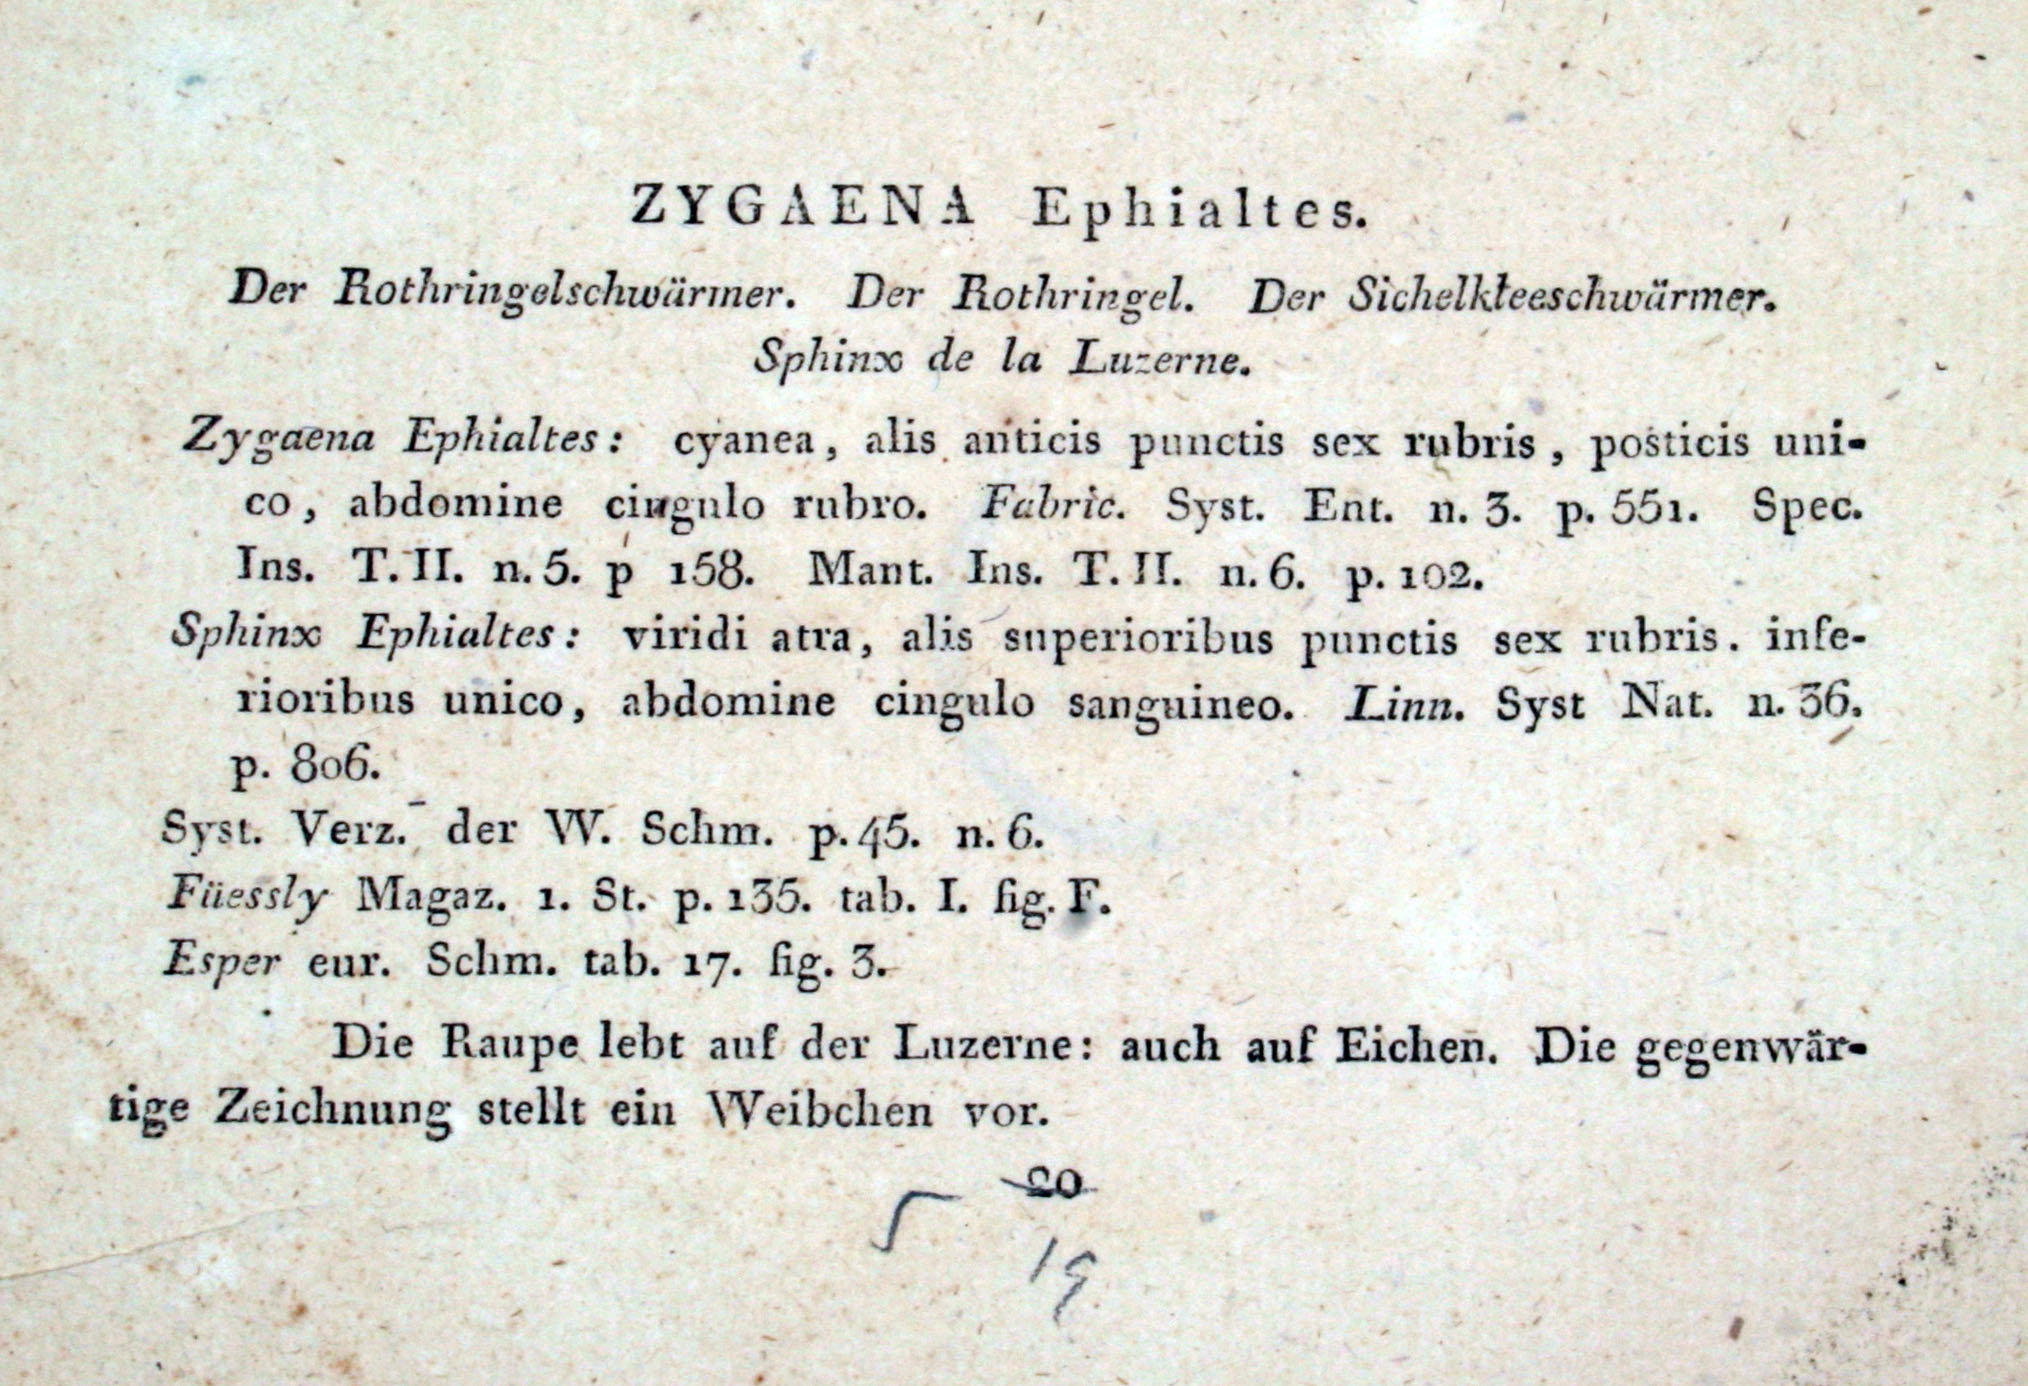 ZYGAENA Ephialtes.
Der Rothringelschwärmer. Der Rothringel. Der Sichelkleeschwärmer.
Sphinx de la Luzerne.
Zygaena Ephialtes: cyanea, alis anticis punctis sex rubris, posticis uni-
co, abdomine cingulo rubro. Fabric. Syst. Ent. n. 3. p. 551. Spec.
Ins. T. II. n. 5. p 158. Mant. Ins. T. II. n. 6. p. 102.
Sphinx Ephialtes: viridi atra, alis superioribus punctis sex rubris. infe-
rioribus unico, abdomine cingulo sanguineo. Linn. Syst Nat. n. 36.
p. 806.
Syst. Verz. der W. Schm. p. 45. n. 6.
Füessly Magaz. 1. St. p. 135. tab. I. fig. F.
Esper eur. Schm. tab. 17. fig. 3.
Die Raupe lebt auf der Luzerne: auch auf Eichen. Die gegenwär-
tige Zeichnung stellt ein Weibchen vor.
20
19